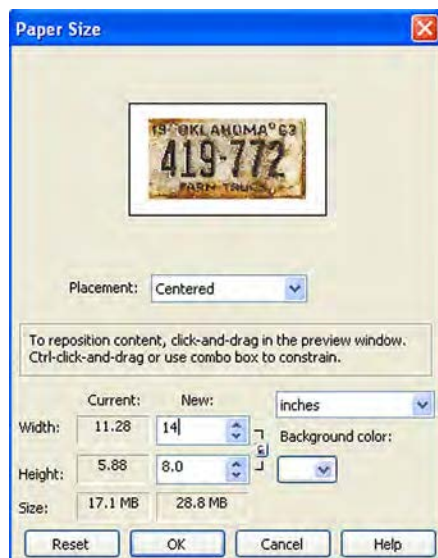 Paper Size
19 OKLAHOMA 63
419-772
FARM TRUCK
Placement: Centered
To reposition content, click-and-drag in the preview window.
Ctrl-click-and-drag or use combo box to constrain.
Current: New: inches
Width: 11.28 14 Background color:
Height: 5.88 8.0
Size: 17.1 MB 28.8 MB
Reset OK Cancel Help